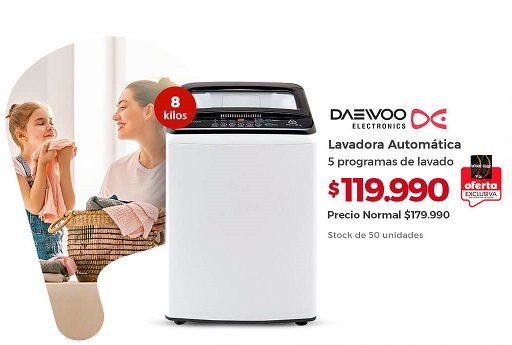 8
kilos
DAEWOO
ELECTRONICS
Lavadora Automática
5 programas de lavado
$119.990
oferta
EXCLUSIVA
Precio Normal $179.990
Stock de 50 unidades